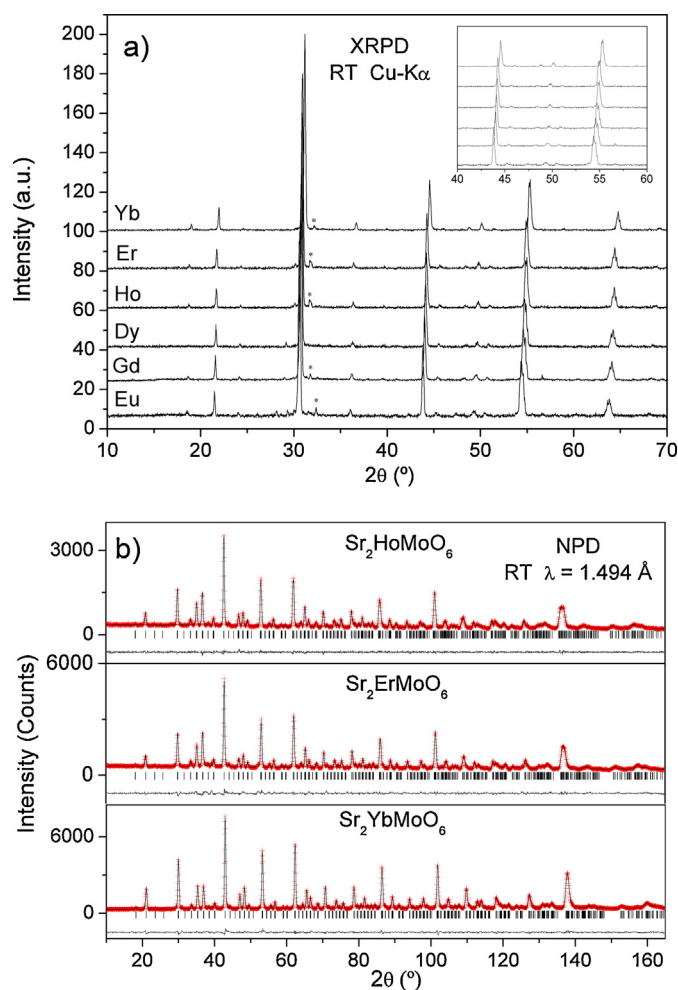 a)
XRPD
RT Cu-Kα
Intensity (a.u.)
200
180
160
140
120
100
80
60
40
20
0
Yb
Er
Ho
Dy
Gd
Eu
*
*
*
*
*
40 45 50 55 60
10 20 30 40 50 60 70
2θ (º)
b)
Sr₂HoMoO₆
NPD
RT λ = 1.494 Å
3000
0
Sr₂ErMoO₆
6000
0
Sr₂YbMoO₆
6000
0
Intensity (Counts)
20 40 60 80 100 120 140 160
2θ (º)